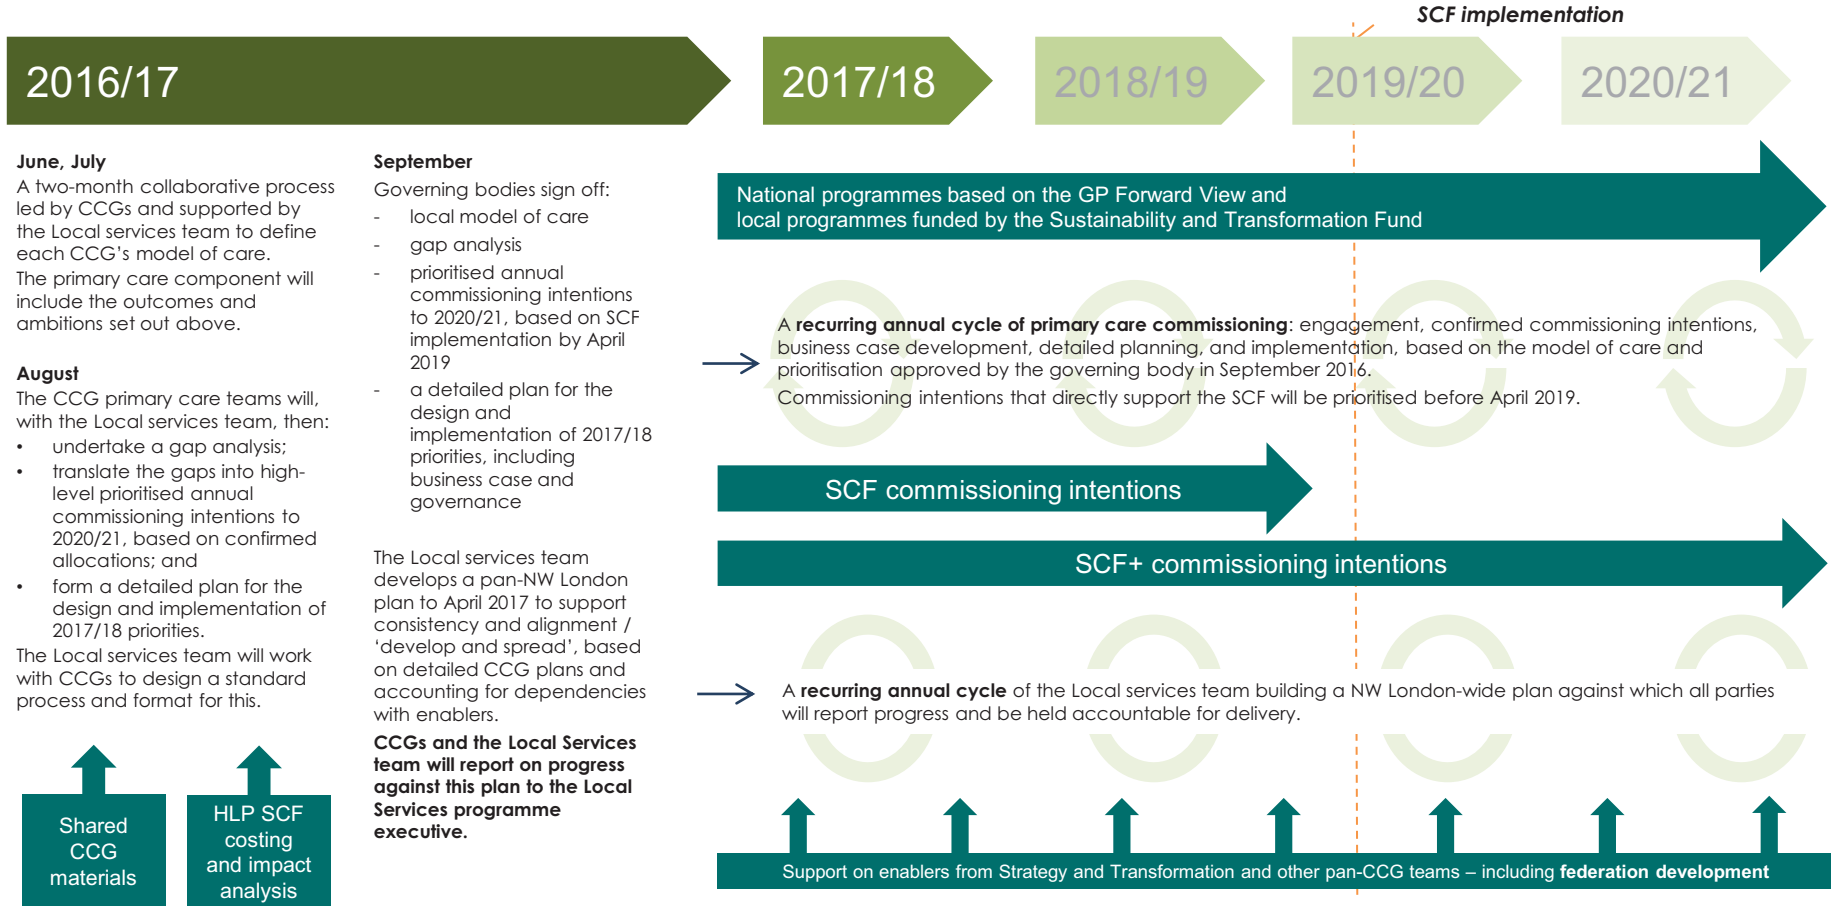 SCF implementation
2016/17
2017/18
2018/19
2019/20
2020/21
June, July
A two-month collaborative process
led by CCGs and supported by
the Local services team to define
each CCG's model of care.
The primary care component will
include the outcomes and
ambitions set out above.
August
The CCG primary care teams will,
with the Local services team, then:
• undertake a gap analysis;
• translate the gaps into high-
level prioritised annual
commissioning intentions to
2020/21, based on confirmed
allocations; and
• form a detailed plan for the
design and implementation of
2017/18 priorities.
The Local services team will work
with CCGs to design a standard
process and format for this.
Shared
CCG
materials
HLP SCF
costing
and impact
analysis
September
Governing bodies sign off:
- local model of care
- gap analysis
- prioritised annual
commissioning intentions
to 2020/21, based on SCF
implementation by April
2019
- a detailed plan for the
design and
implementation of 2017/18
priorities, including
business case and
governance
The Local services team
develops a pan-NW London
plan to April 2017 to support
consistency and alignment /
'develop and spread', based
on detailed CCG plans and
accounting for dependencies
with enablers.
CCGs and the Local Services
team will report on progress
against this plan to the Local
Services programme
executive.
National programmes based on the GP Forward View and
local programmes funded by the Sustainability and Transformation Fund
A recurring annual cycle of primary care commissioning: engagement, confirmed commissioning intentions,
business case development, detailed planning, and implementation, based on the model of care and
prioritisation approved by the governing body in September 2016.
Commissioning intentions that directly support the SCF will be prioritised before April 2019.
SCF commissioning intentions
SCF+ commissioning intentions
A recurring annual cycle of the Local services team building a NW London-wide plan against which all parties
will report progress and be held accountable for delivery.
Support on enablers from Strategy and Transformation and other pan-CCG teams – including federation development